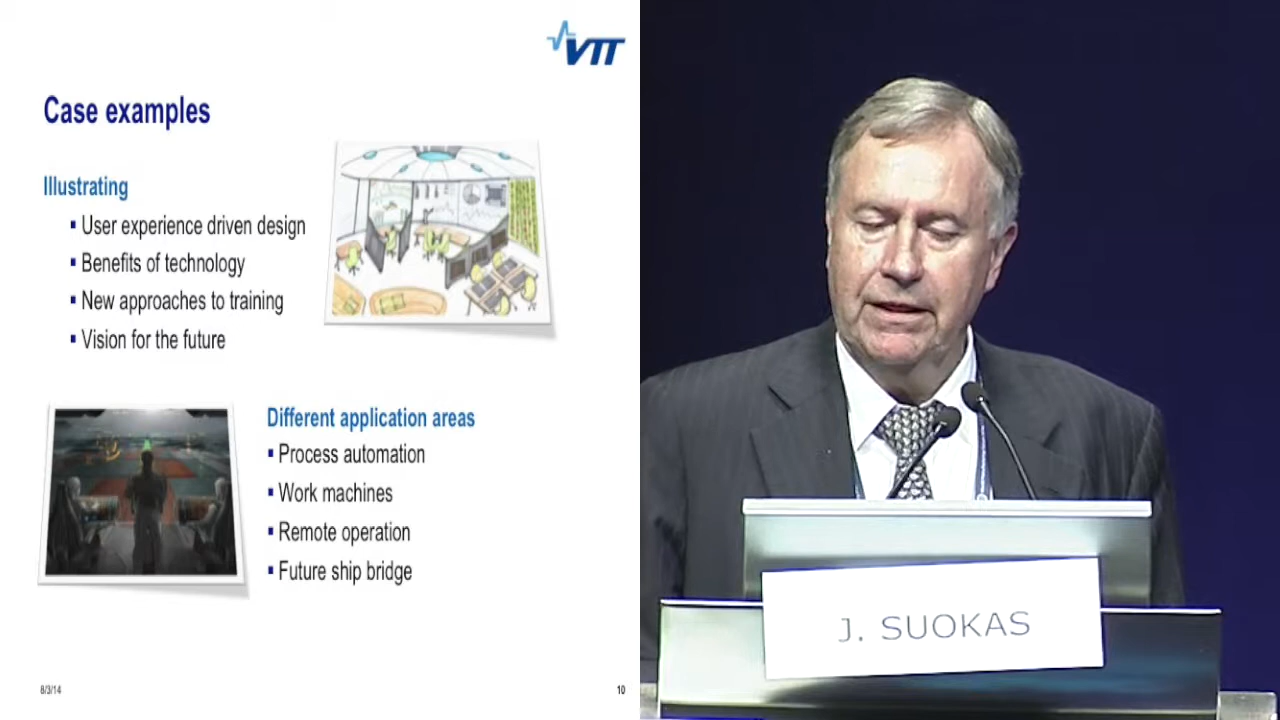 VTT
Case examples
Illustrating
▪ User experience driven design
▪ Benefits of technology
▪ New approaches to training
▪ Vision for the future
Different application areas
▪ Process automation
▪ Work machines
▪ Remote operation
▪ Future ship bridge
8/3/14
10
J. SUOKAS